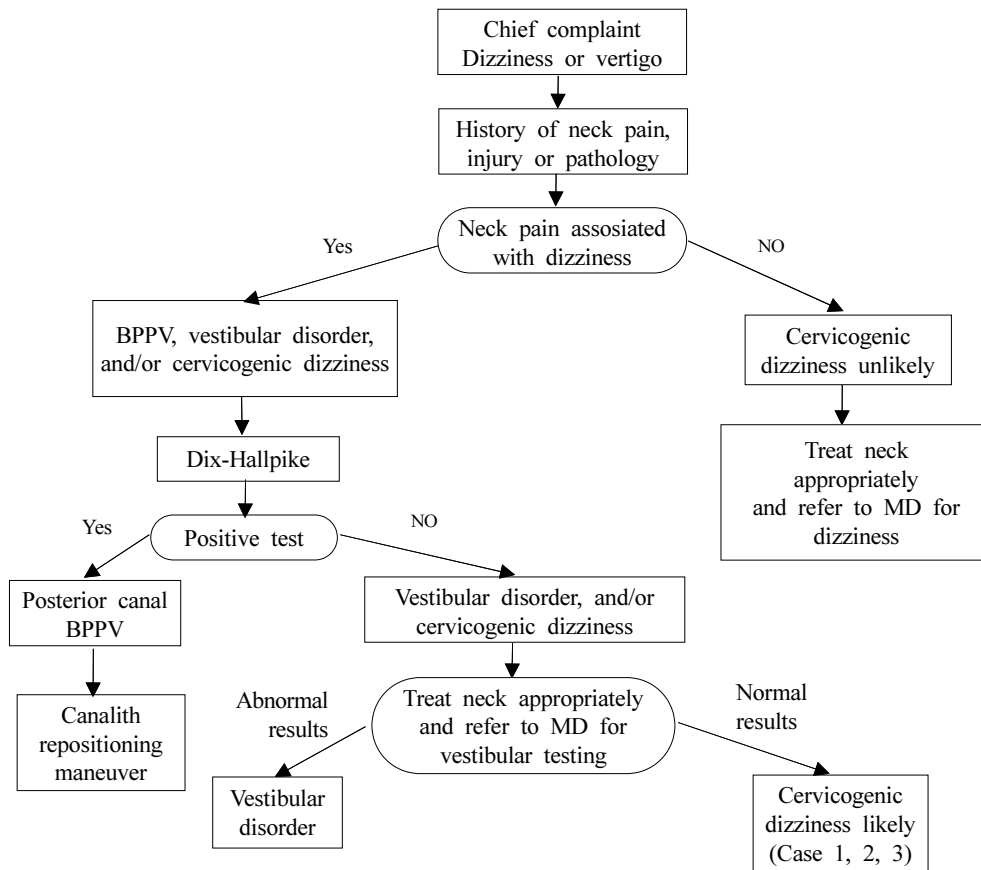 Chief complaint
Dizziness or vertigo
History of neck pain,
injury or pathology
Neck pain assosiated
with dizziness
Yes
NO
BPPV, vestibular disorder,
and/or cervicogenic dizziness
Cervicogenic
dizziness unlikely
Dix-Hallpike
Treat neck
appropriately
and refer to MD for
dizziness
Positive test
Yes
NO
Posterior canal
BPPV
Vestibular disorder, and/or
cervicogenic dizziness
Canalith
repositioning
maneuver
Treat neck appropriately
and refer to MD for
vestibular testing
Abnormal
results
Normal
results
Vestibular
disorder
Cervicogenic
dizziness likely
(Case 1, 2, 3)